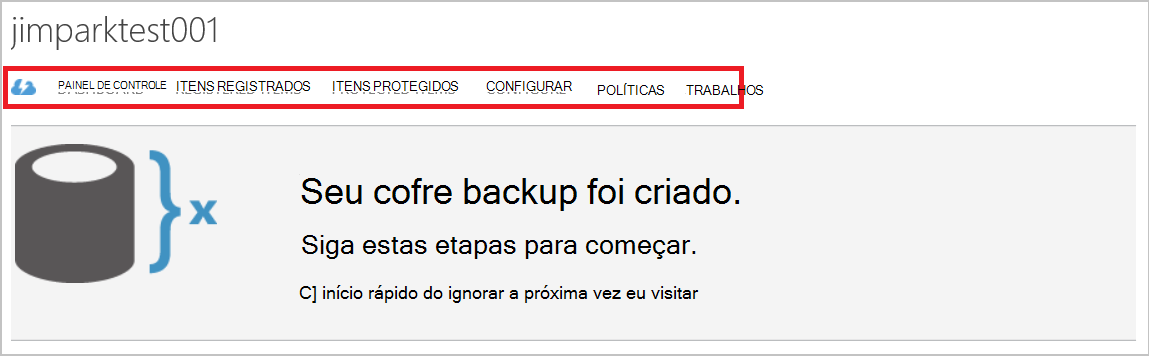 jimparktest001
PAINEL DE CONTROLE ITENS REGISTRADOS ITENS PROTEGIDOS CONFIGURAR POLÍTICAS TRABALHOS
Seu cofre backup foi criado.
Siga estas etapas para começar.
C] início rápido do ignorar a próxima vez eu visitar